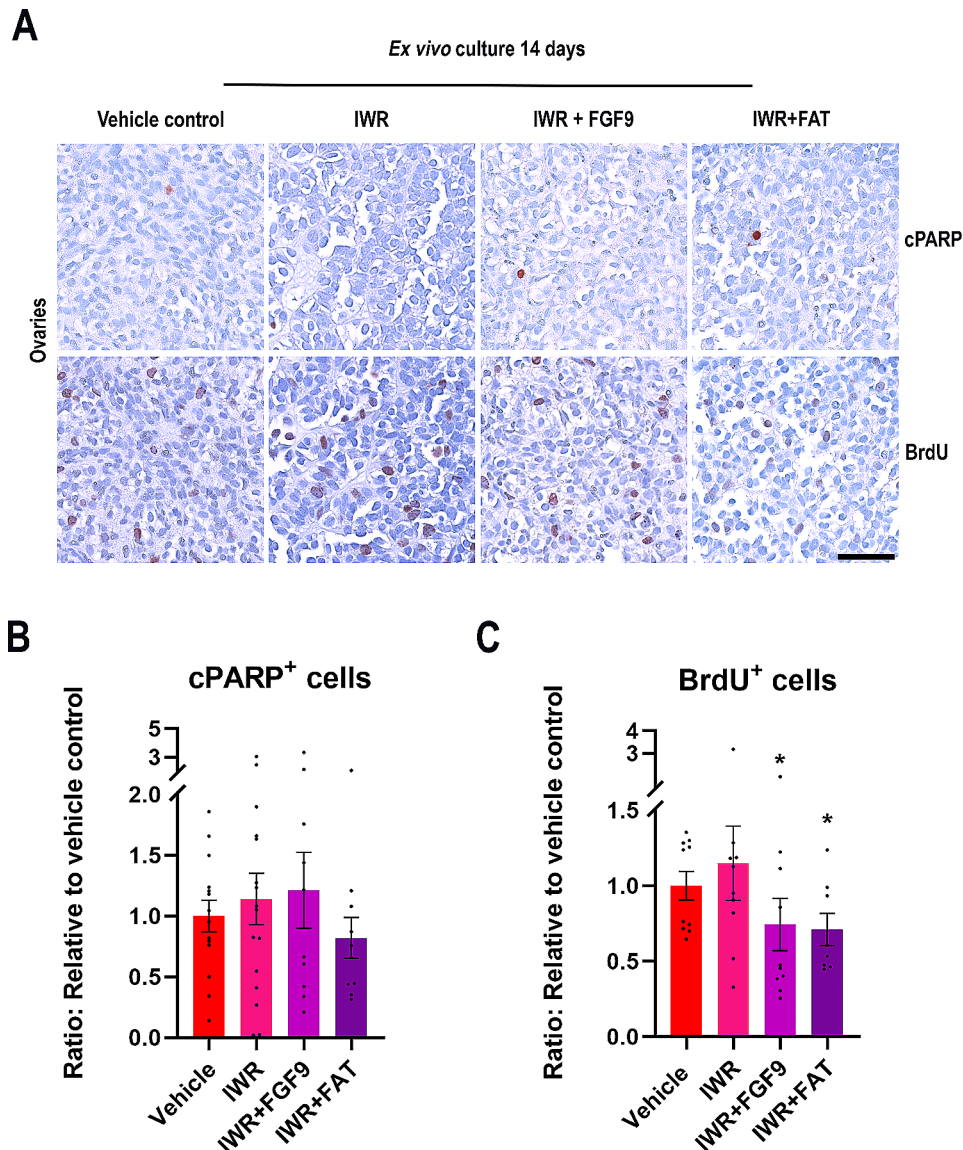 A
Ex vivo culture 14 days
Vehicle control
IWR
IWR + FGF9
IWR+FAT
Ovaries
cPARP
BrdU
B
cPARP+ cells
Ratio: Relative to vehicle control
5
3
2.0
1.5
1.0
0.5
0.0
Vehicle
IWR
IWR+FGF9
IWR+FAT
C
BrdU+ cells
Ratio: Relative to vehicle control
4
3
1.5
1.0
0.5
0.0
*
*
Vehicle
IWR
IWR+FGF9
IWR+FAT